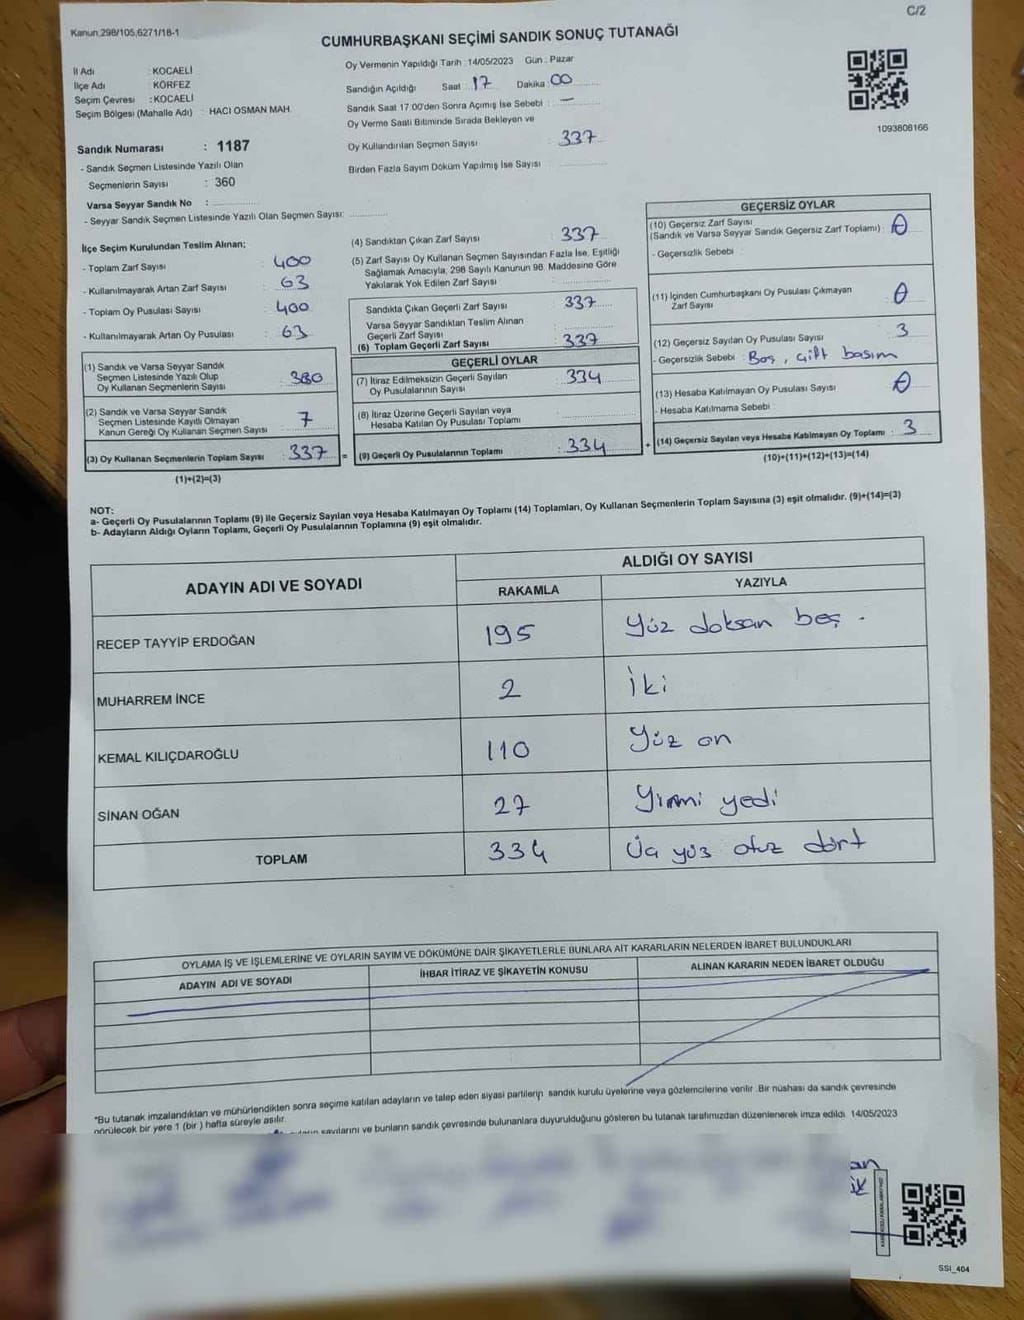 C/2
Kanun,298/105,6271/18-1
CUMHURBAŞKANI SEÇİMİ SANDIK SONUÇ TUTANAĞI
İl Adı : KOCAELİ
İlçe Adı : KÖRFEZ
Seçim Çevresi : KOCAELİ
Seçim Bölgesi (Mahalle Adı) : HACI OSMAN MAH.
Sandık Numarası : 1187
- Sandık Seçmen Listesinde Yazılı Olan
Seçmenlerin Sayısı : 360
Varsa Seyyar Sandık No :
- Seyyar Sandık Seçmen Listesinde Yazılı Olan Seçmen Sayısı:
Oy Vermenin Yapıldığı Tarih : 14/05/2023 Gün : Pazar
Sandığın Açıldığı Saat : 17 Dakika : 00
Sandık Saat 17:00'den Sonra Açımış İse Sebebi : —
Oy Verme Saati Bitiminde Sırada Bekleyen ve
Oy Kullandırılan Seçmen Sayısı : 337
Birden Fazla Sayım Döküm Yapılmış İse Sayısı :
1093808166
İlçe Seçim Kurulundan Teslim Alınan;
- Toplam Zarf Sayısı : 400
- Kullanılmayarak Artan Zarf Sayısı : 63
- Toplam Oy Pusulası Sayısı : 400
- Kullanılmayarak Artan Oy Pusulası : 63
(1) Sandık ve Varsa Seyyar Sandık
Seçmen Listesinde Yazılı Olup
Oy Kullanan Seçmenlerin Sayısı :
(2) Sandık ve Varsa Seyyar Sandık
Seçmen Listesinde Kayıtlı Olmayan
Kanun Gereği Oy Kullanan Seçmen Sayısı : 7
(3) Oy Kullanan Seçmenlerin Toplam Sayısı : 337 =
(1)+(2)=(3)
(4) Sandıktan Çıkan Zarf Sayısı : 337
(5) Zarf Sayısı Oy Kullanan Seçmen Sayısından Fazla İse, Eşitliği
Sağlamak Amacıyla, 298 Sayılı Kanunun 98. Maddesine Göre
Yakılarak Yok Edilen Zarf Sayısı :
Sandıkta Çıkan Geçerli Zarf Sayısı : 337
Varsa Seyyar Sandıktan Teslim Alınan
Geçerli Zarf Sayısı :
(6) Toplam Geçerli Zarf Sayısı : 337
GEÇERLİ OYLAR
(7) İtiraz Edilmeksizin Geçerli Sayılan
Oy Pusulalarının Sayısı : 334
(8) İtiraz Üzerine Geçerli Sayılan veya
Hesaba Katılan Oy Pusulası Toplamı :
(9) Geçerli Oy Pusulalarının Toplamı : 334 +
GEÇERSİZ OYLAR
(10) Geçersiz Zarf Sayısı
(Sandık ve Varsa Seyyar Sandık Geçersiz Zarf Toplamı) : 0
- Geçersizlik Sebebi :
(11) İçinden Cumhurbaşkanı Oy Pusulası Çıkmayan
Zarf Sayısı : 0
(12) Geçersiz Sayılan Oy Pusulası Sayısı : 3
- Geçersizlik Sebebi : Boş, çift basım
(13) Hesaba Katılmayan Oy Pusulası Sayısı : 0
- Hesaba Katılmama Sebebi :
(14) Geçersiz Sayılan veya Hesaba Katılmayan Oy Toplamı : 3
(10)+(11)+(12)+(13)=(14)
NOT:
a- Geçerli Oy Pusulalarının Toplamı (9) ile Geçersiz Sayılan veya Hesaba Katılmayan Oy Toplamı (14) Toplamları, Oy Kullanan Seçmenlerin Toplam Sayısına (3) eşit olmalıdır. (9)+(14)=(3)
b- Adayların Aldığı Oyların Toplamı, Geçerli Oy Pusulalarının Toplamına (9) eşit olmalıdır.
ADAYIN ADI VE SOYADI ALDIĞI OY SAYISI
RAKAMLA YAZIYLA
RECEP TAYYİP ERDOĞAN 195 Yüz doksan beş.
MUHARREM İNCE 2 İki
KEMAL KILIÇDAROĞLU 110 Yüz on
SİNAN OĞAN 27 Yirmi yedi
TOPLAM 334 Üç yüz otuz dört
OYLAMA İŞ VE İŞLEMLERİNE VE OYLARIN SAYIM VE DÖKÜMÜNE DAİR ŞİKAYETLERLE BUNLARA AİT KARARLARIN NELERDEN İBARET BULUNDUKLARI
ADAYIN ADI VE SOYADI İHBAR İTİRAZ VE ŞİKAYETİN KONUSU ALINAN KARARIN NEDEN İBARET OLDUĞU
*Bu tutanak imzalandıktan ve mühürlendikten sonra seçime katılan adayların ve talep eden siyasi partilerin sandık kurulu üyelerine veya gözlemcilerine verilir. Bir nüshası da sandık çevresinde
görülecek bir yere 1 (bir ) hafta süreyle asılır.
sayılarını ve bunların sandık çevresinde bulunanlara duyurulduğunu gösteren bu tutanak tarafımızdan düzenlenerek imza edildi. 14/05/2023
SSI_404